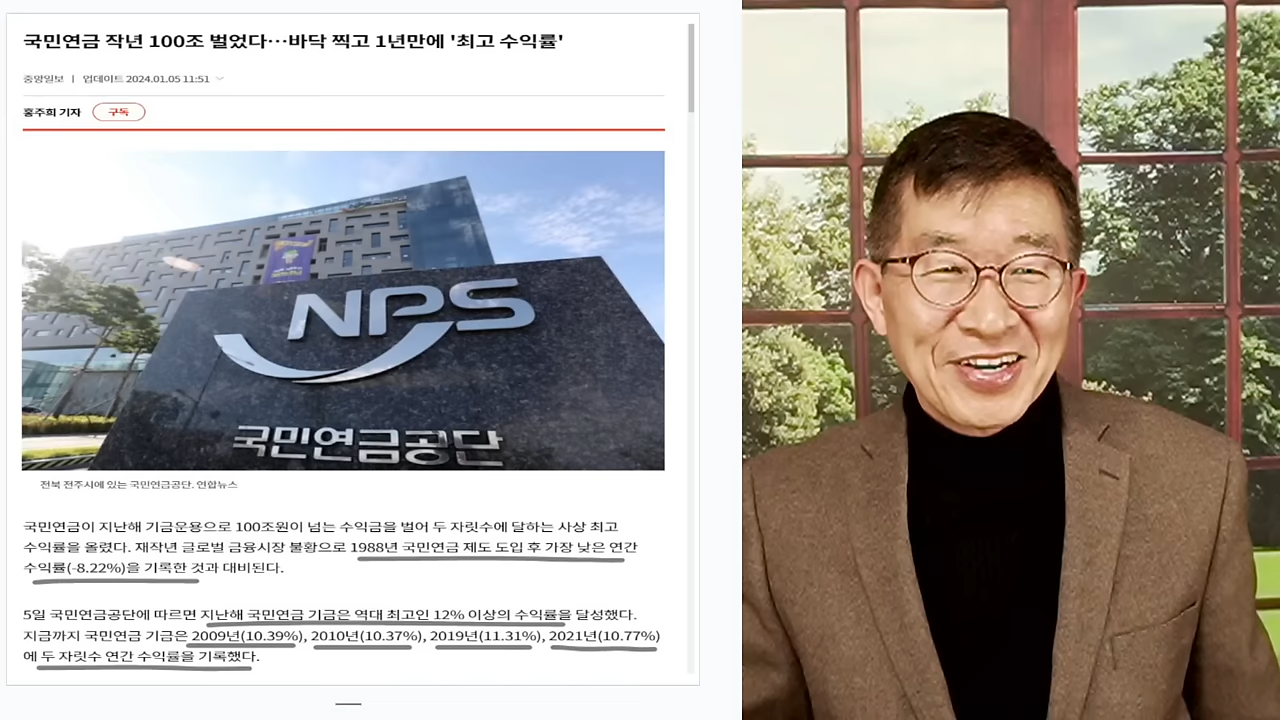 국민연금 작년 100조 벌었다…바닥 찍고 1년만에 '최고 수익률'
중앙일보 | 업데이트 2024.01.05 11:51
홍주희 기자 구독
NPS
국민연금공단
전북 전주시에 있는 국민연금공단. 연합뉴스
국민연금이 지난해 기금운용으로 100조원이 넘는 수익금을 벌어 두 자릿수에 달하는 사상 최고
수익률을 올렸다. 재작년 글로벌 금융시장 불황으로 1988년 국민연금 제도 도입 후 가장 낮은 연간
수익률(-8.22%)을 기록한 것과 대비된다.
5일 국민연금공단에 따르면 지난해 국민연금 기금은 역대 최고인 12% 이상의 수익률을 달성했다.
지금까지 국민연금 기금은 2009년(10.39%), 2010년(10.37%), 2019년(11.31%), 2021년(10.77%)
에 두 자릿수 연간 수익률을 기록했다.